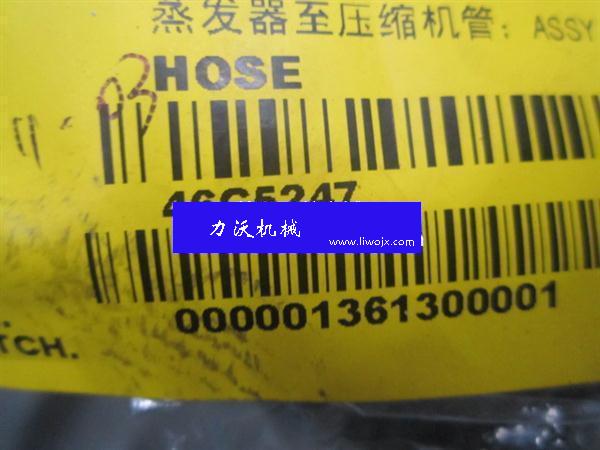 蒸发器至压缩机管; ASSY
03 HOSE
46C5247
力沃机械
www.liwojx.com
000001361300001
TCH.